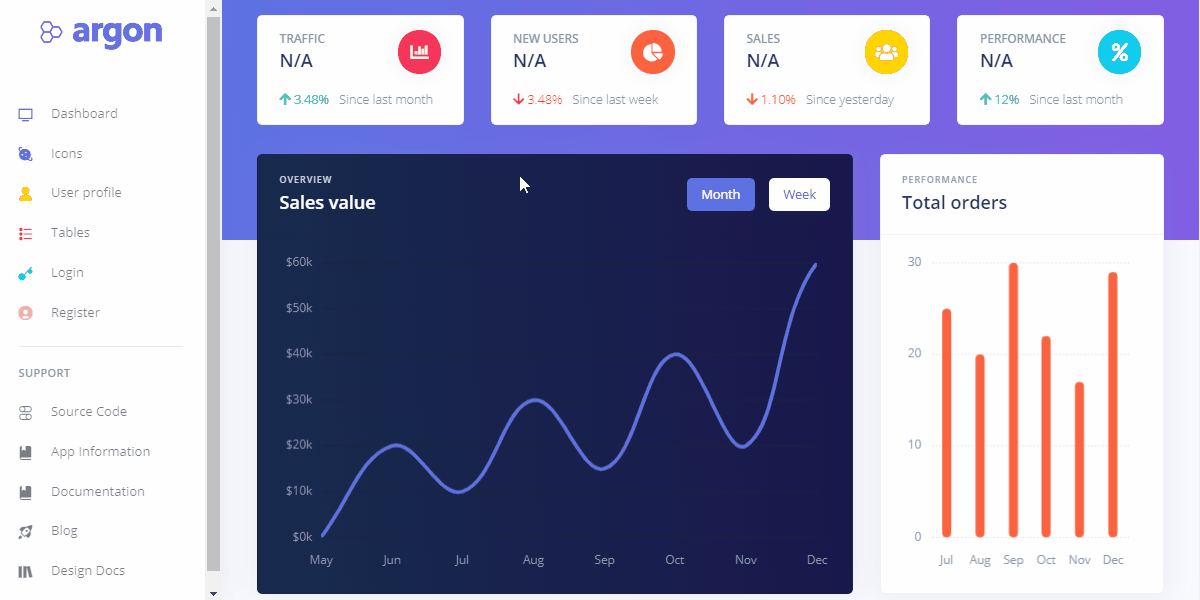 argon
Dashboard
Icons
User profile
Tables
Login
Register
SUPPORT
Source Code
App Information
Documentation
Blog
Design Docs
TRAFFIC
N/A
3.48% Since last month
NEW USERS
N/A
3.48% Since last week
SALES
N/A
1.10% Since yesterday
PERFORMANCE
N/A
12% Since last month
OVERVIEW
Sales value
Month Week
$60k
$50k
$40k
$30k
$20k
$10k
$0k
May Jun Jul Aug Sep Oct Nov Dec
PERFORMANCE
Total orders
30
20
10
0
Jul Aug Sep Oct Nov Dec